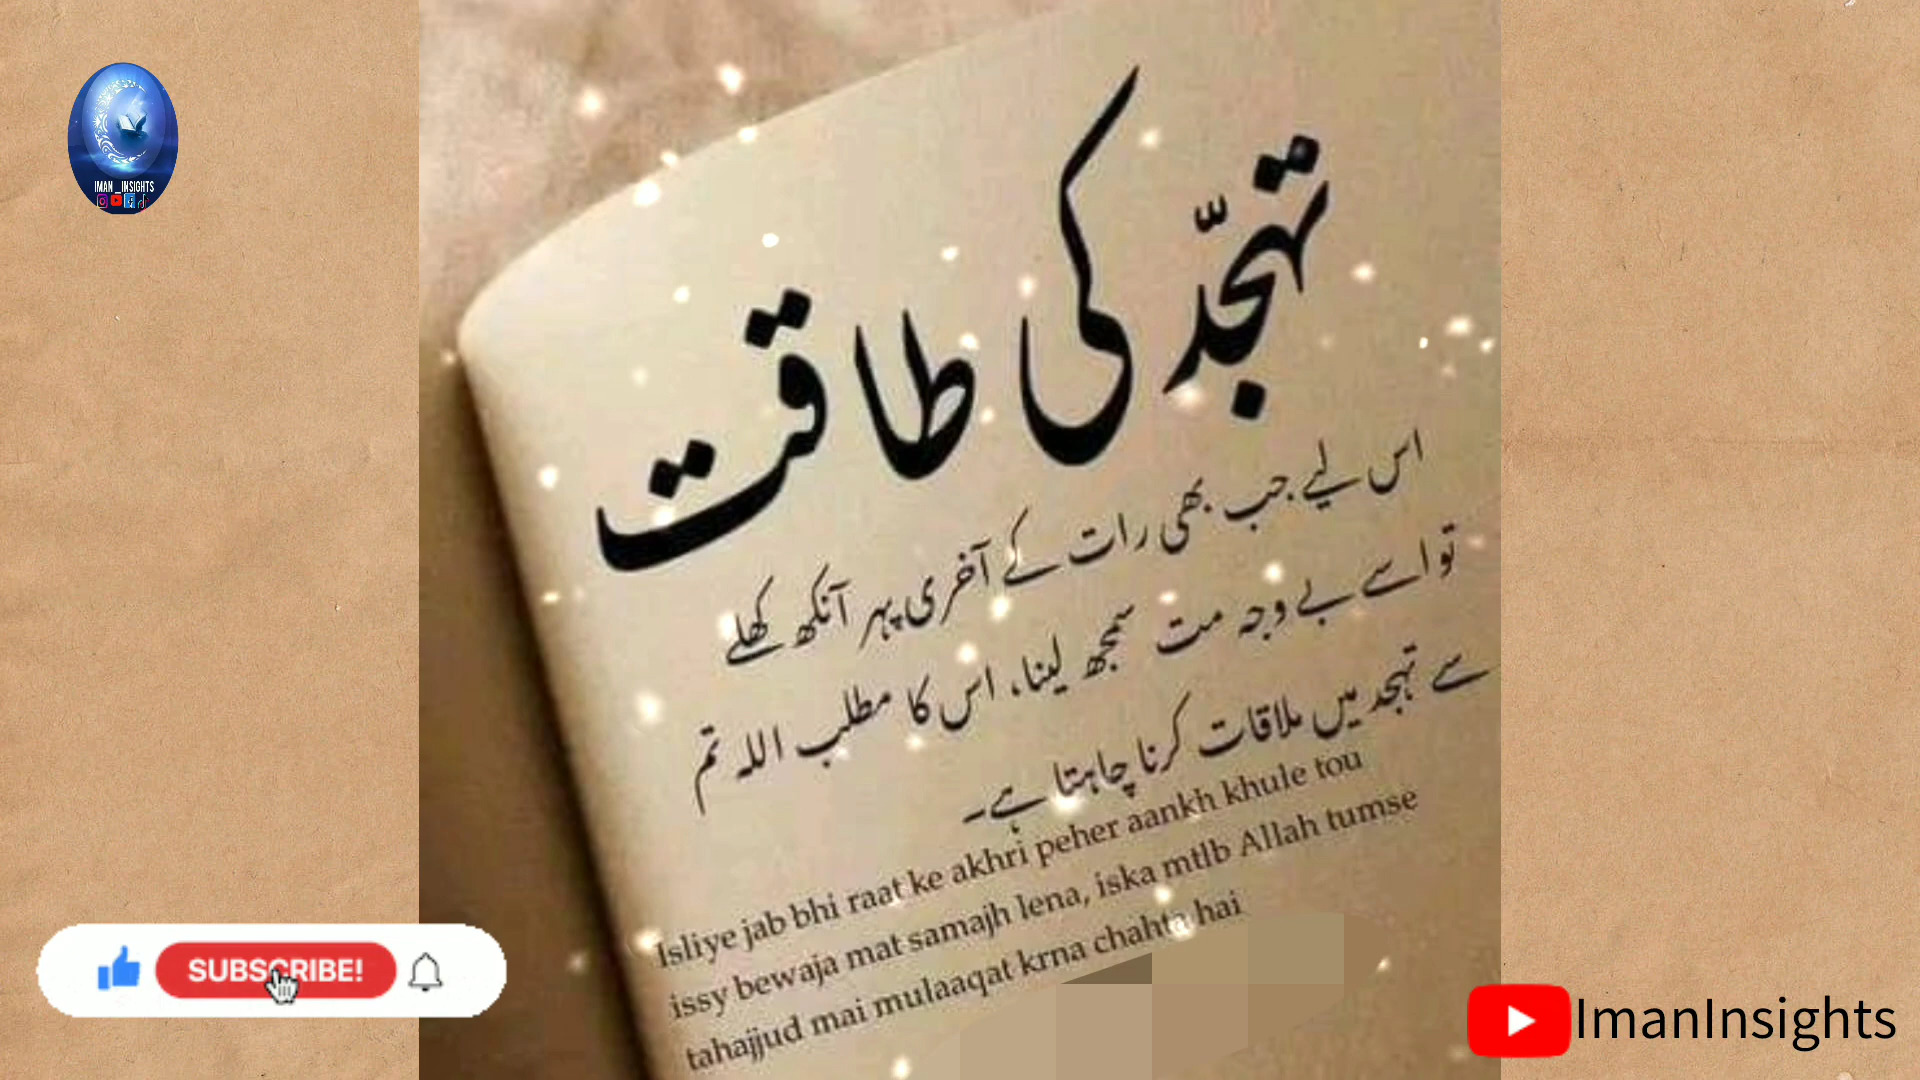 IMAN_INSIGHTS
تہجّد کی طاقت
اس لیے جب بھی رات کے آخری پہر آنکھ کھلے
تو اسے بے وجہ مت سمجھ لینا، اس کا مطلب اللہ تم
سے تہجد میں ملاقات کرنا چاہتا ہے۔
Isliye jab bhi raat ke akhri peher aankh khule tou
issy bewaja mat samajh lena, iska mtlb Allah tumse
tahajjud mai mulaaqat krna chahta hai
SUBSCRIBE!
ImanInsights